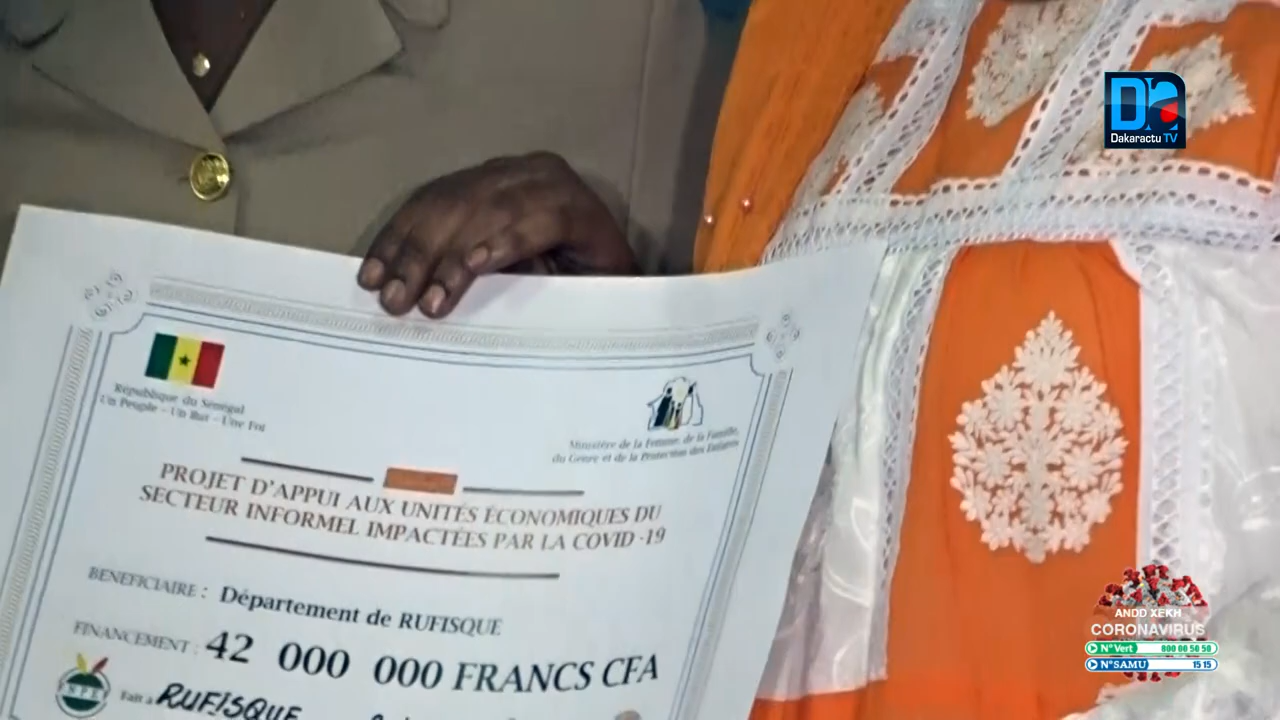 Dakaractu TV
République du Sénégal
Un Peuple - Un But - Une Foi
Ministère de la Femme, de la Famille,
du Genre et de la Protection des Enfants
PROJET D'APPUI AUX UNITÉS ÉCONOMIQUES DU
SECTEUR INFORMEL IMPACTÉES PAR LA COVID -19
BENEFICIAIRE : Département de RUFISQUE
FINANCEMENT : 42 000 000 FRANCS CFA
Fait à RUFISQUE
ANDD XEKH
CORONAVIRUS
N°Vert 800 00 50 50
N°SAMU 15 15